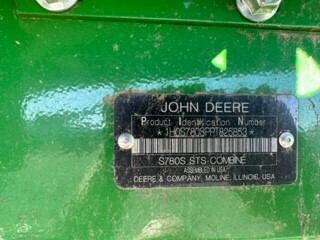 JOHN DEERE
Product Identification Number
*1H0S780SPPT825853*
S780S STS COMBINE
ASSEMBLED IN USA
DEERE & COMPANY, MOLINE, ILLINOIS, USA